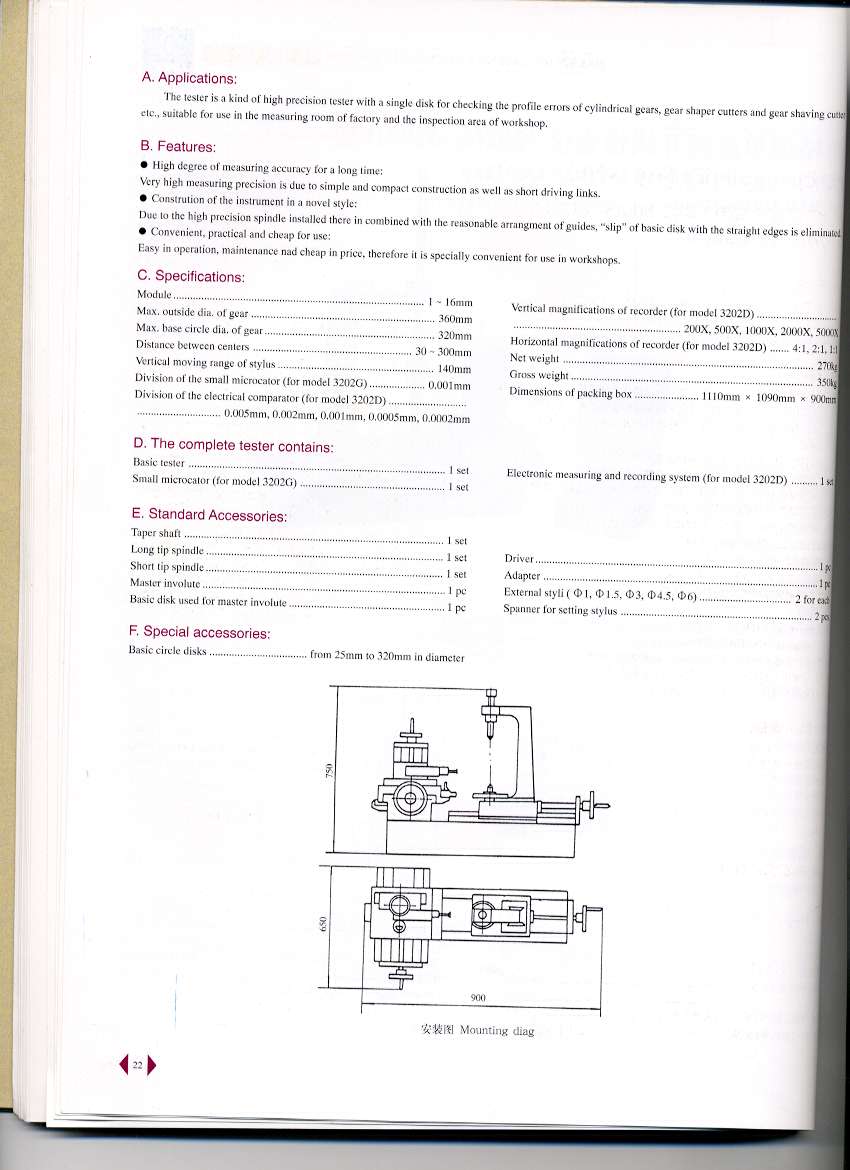 A. Applications:
The tester is a kind of high precision tester with a single disk for checking the profile errors of cylindrical gears, gear shaper cutters and gear shaving
etc., suitable for use in the measuring room of factory and the inspection area of workshop.
B. Features:
● High degree of measuring accuracy for a long time:
Very high measuring precision is due to simple and compact construction as well as short driving links.
● Constrution of the instrument in a novel style:
Due to the high precision spindle installed there in combined with the reasonable arrangment of guides, “slip” of basic disk with the straight edges is eliminated.
● Convenient, practical and cheap for use:
Easy in operation, maintenance nad cheap in price, therefore it is specially convenient for use in workshops.
C. Specifications:
Module ........ 1 ~ 16mm
Max. outside dia. of gear ........ 360mm
Max. base circle dia. of gear ........ 320mm
Distance between centers ........ 30 ~ 300mm
Vertical moving range of stylus ........ 140mm
Division of the small microcator (for model 3202G) ........ 0.001mm
Division of the electrical comparator (for model 3202D) ........
........ 0.005mm, 0.002mm, 0.001mm, 0.0005mm, 0.0002mm
Vertical magnifications of recorder (for model 3202D) ........
........ 200X, 500X, 1000X, 2000X, 5000X
Horizontal magnifications of recorder (for model 3202D) ....... 4:1, 2:1, 1:1
Net weight ........ 270kg
Gross weight ........ 350kg
Dimensions of packing box ........ 1110mm × 1090mm × 900mm
D. The complete tester contains:
Basic tester ........ 1 set
Small microcator (for model 3202G) ........ 1 set
Electronic measuring and recording system (for model 3202D) .......... 1 set
E. Standard Accessories:
Taper shaft ........ 1 set
Long tip spindle ........ 1 set
Short tip spindle ........ 1 set
Master involute ........ 1 pc
Basic disk used for master involute ........ 1 pc
Driver ........ 1 pc
Adapter ........ 1 pc
External styli ( Φ1, Φ1.5, Φ3, Φ4.5, Φ6) ........ 2 for each
Spanner for setting stylus ........ 2 pcs
F. Special accessories:
Basic circle disks ........ from 25mm to 320mm in diameter
750
650
900
安装图 Mounting diag
22